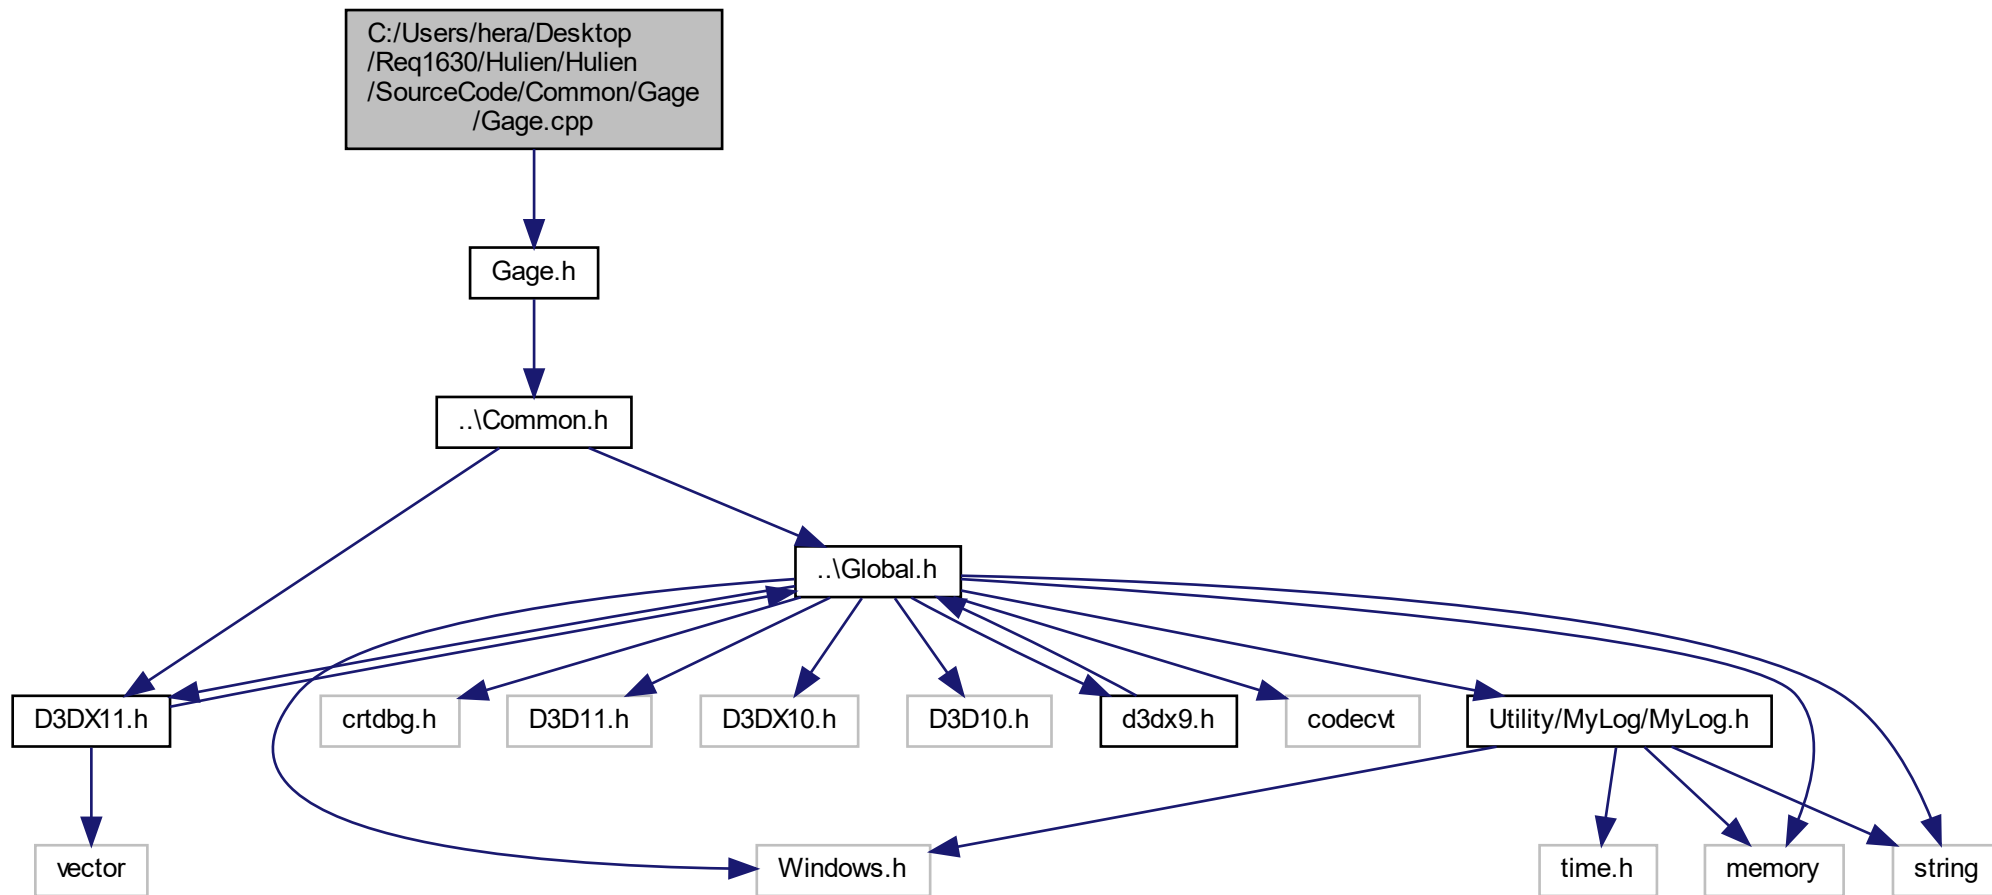 C:/Users/hera/Desktop
/Req1630/Hulien/Hulien
/SourceCode/Common/Gage
/Gage.cpp
Gage.h
..\Common.h
..\Global.h
D3DX11.h
crtdbg.h
D3D11.h
D3DX10.h
D3D10.h
d3dx9.h
codecvt
Utility/MyLog/MyLog.h
vector
Windows.h
time.h
memory
string